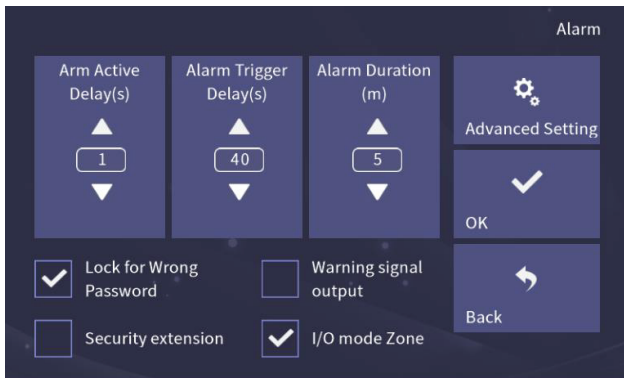 Alarm
Arm Active
Delay(s)
1
Alarm Trigger
Delay(s)
40
Alarm Duration
(m)
5
Advanced Setting
OK
Back
Lock for Wrong
Password
Warning signal
output
Security extension
I/O mode Zone